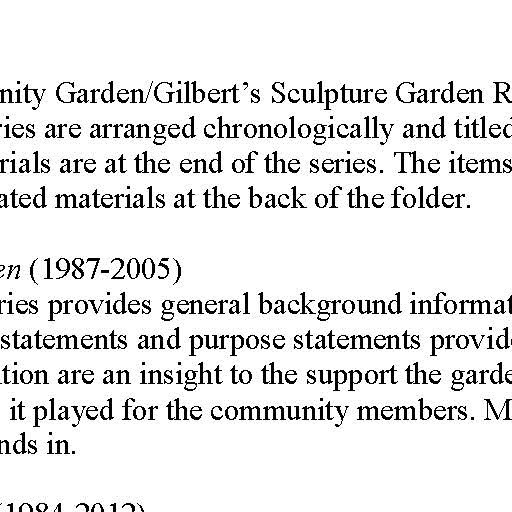 nity Garden/Gilbert's Sculpture Garden R
ries are arranged chronologically and titled
rials are at the end of the series. The items
ated materials at the back of the folder.
en (1987-2005)
ries provides general background informat
statements and purpose statements provid
tion are an insight to the support the garde
it played for the community members. M
nds in.
(1984-2012)